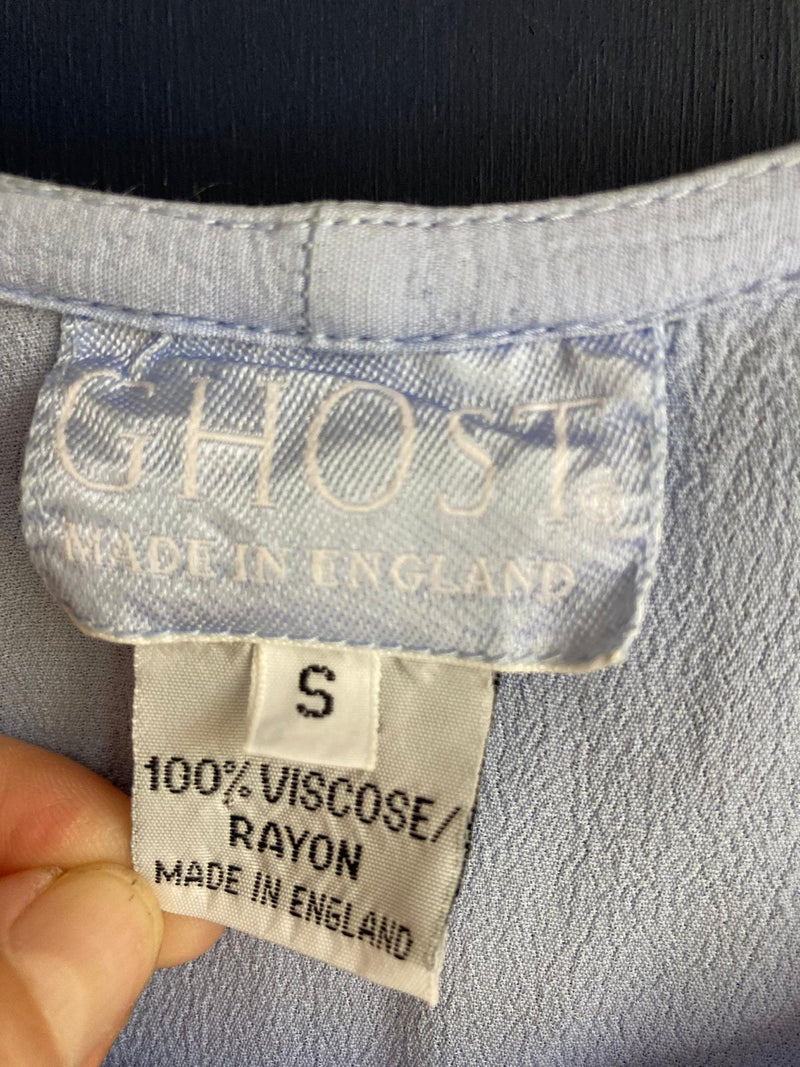 GHOST®
MADE IN ENGLAND
S
100% VISCOSE/
RAYON
MADE IN ENGLAND